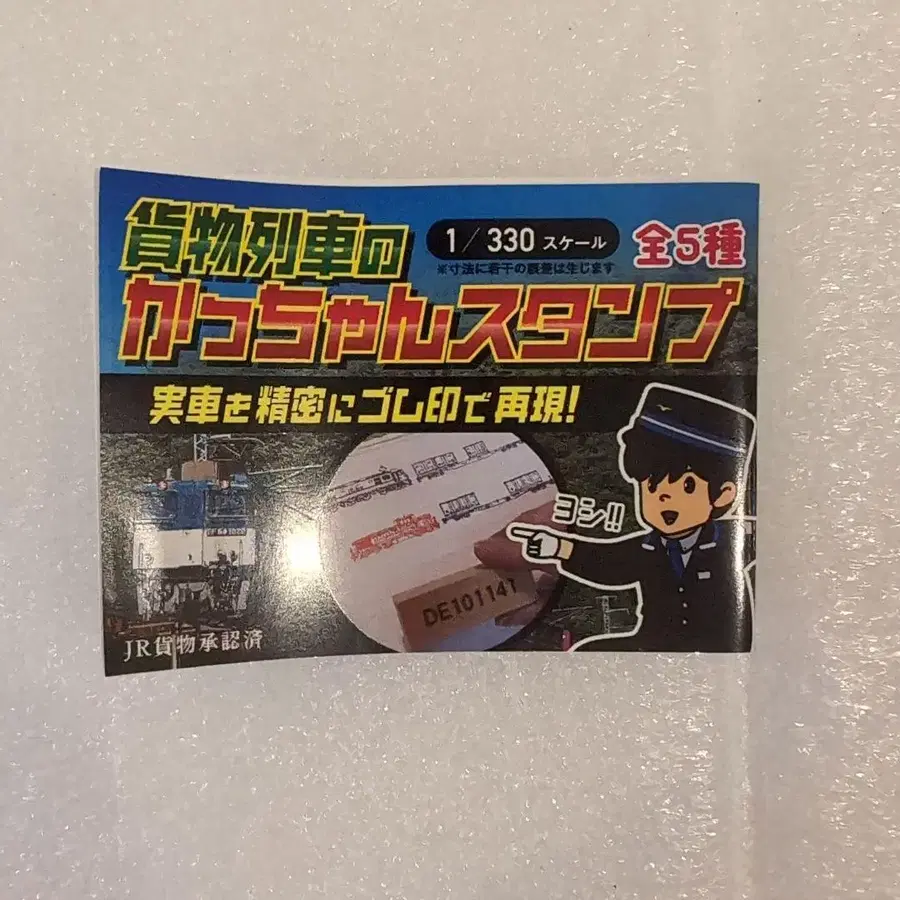 貨物列車の
1/330 スケール
※寸法に若干の誤差は生じます
全5種
かっちゃんスタンプ
実車を精密にゴム印で再現!
ヨシ!!
DE101141
JR貨物承認済